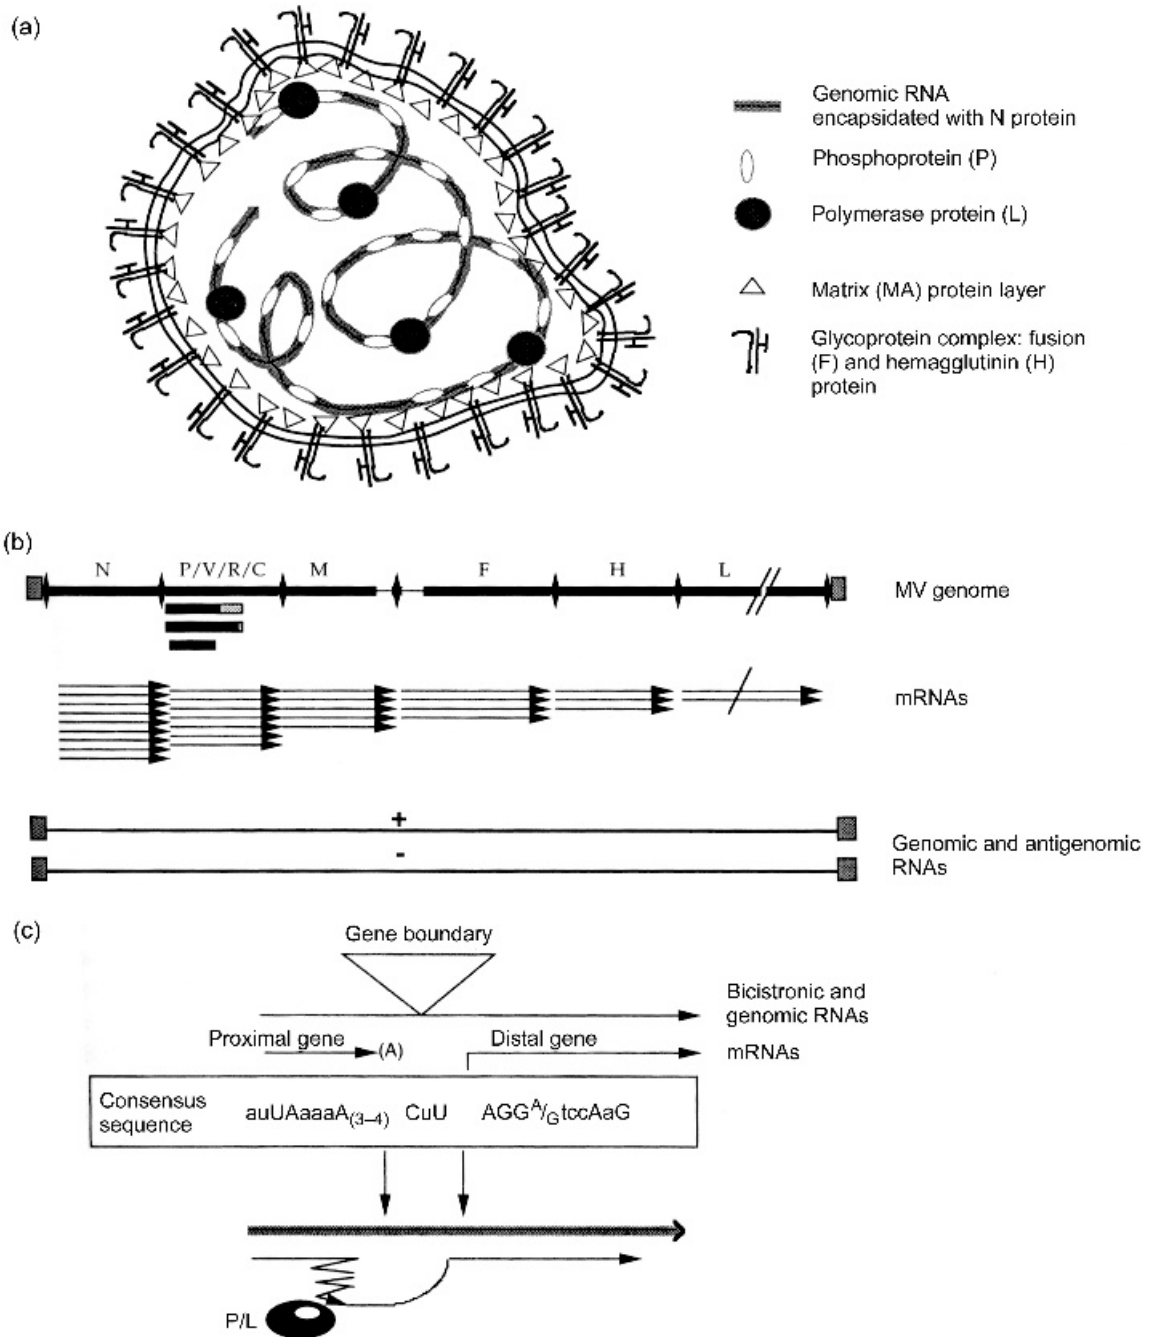 (a)
Genomic RNA
encapsidated with N protein
Phosphoprotein (P)
Polymerase protein (L)
Matrix (MA) protein layer
Glycoprotein complex: fusion
(F) and hemagglutinin (H)
protein
(b)
N P/V/R/C M F H L
MV genome
mRNAs
+
-
Genomic and antigenomic
RNAs
(c)
Gene boundary
Bicistronic and
genomic RNAs
Proximal gene (A) Distal gene
mRNAs
Consensus
sequence
auUAaaaA(3–4) CuU AGGA/GtccAaG
P/L